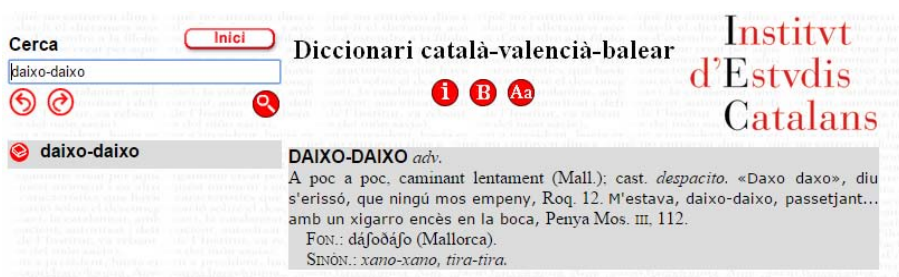 Cerca
Inici
daixo-daixo
Diccionari català-valencià-balear
i B Aa
Institvt
d'Estvdis
Catalans
daixo-daixo
DAIXO-DAIXO adv.
A poc a poc, caminant lentament (Mall.); cast. despacito. «Daxo daxo», diu
s'erissó, que ningú mos empeny, Roq. 12. M'estava, daixo-daixo, passetjant...
amb un xigarro encès en la boca, Penya Mos. III, 112.
FON.: dáʃoðáʃo (Mallorca).
SINÒN.: xano-xano, tira-tira.